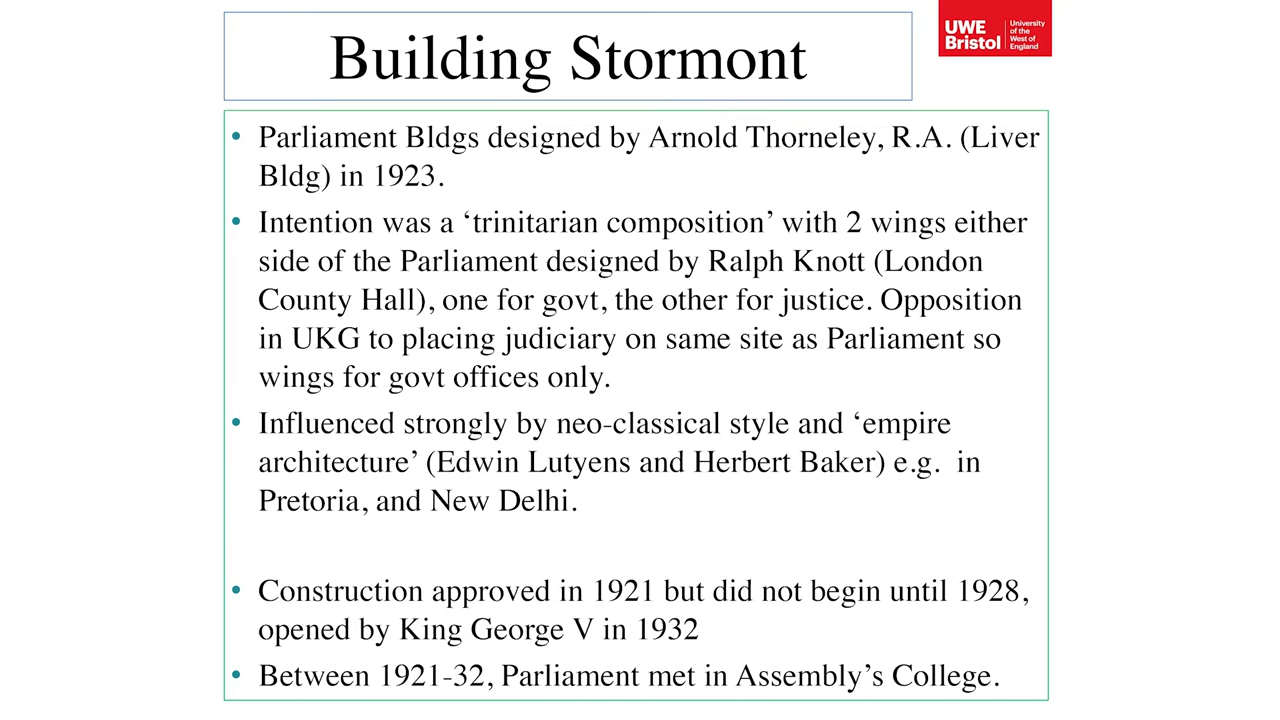 Building Stormont
UWE
Bristol
University
of the
West of
England
• Parliament Bldgs designed by Arnold Thorneley, R.A. (Liver
Bldg) in 1923.
• Intention was a ‘trinitarian composition’ with 2 wings either
side of the Parliament designed by Ralph Knott (London
County Hall), one for govt, the other for justice. Opposition
in UKG to placing judiciary on same site as Parliament so
wings for govt offices only.
• Influenced strongly by neo-classical style and ‘empire
architecture’ (Edwin Lutyens and Herbert Baker) e.g.  in
Pretoria, and New Delhi.
• Construction approved in 1921 but did not begin until 1928,
opened by King George V in 1932
• Between 1921-32, Parliament met in Assembly’s College.